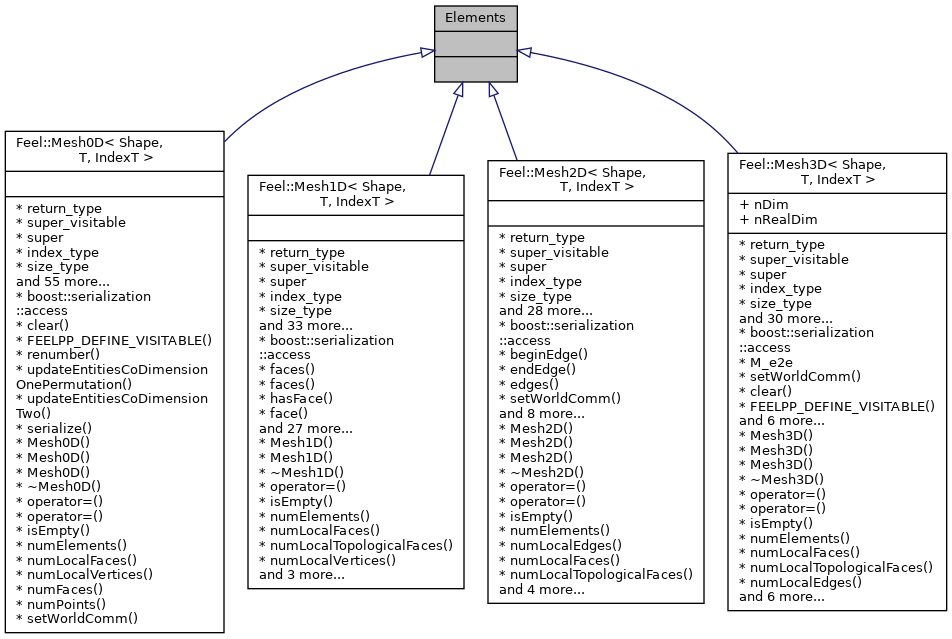 Elements
Feel::Mesh0D< Shape,
T, IndexT >
* return_type
* super_visitable
* super
* index_type
* size_type
and 55 more...
* boost::serialization
::access
* clear()
* FEELPP_DEFINE_VISITABLE()
* renumber()
* updateEntitiesCoDimension
OnePermutation()
* updateEntitiesCoDimension
Two()
* serialize()
* Mesh0D()
* Mesh0D()
* Mesh0D()
* ~Mesh0D()
* operator=()
* operator=()
* isEmpty()
* numElements()
* numLocalFaces()
* numLocalVertices()
* numFaces()
* numPoints()
* setWorldComm()
Feel::Mesh1D< Shape,
T, IndexT >
* return_type
* super_visitable
* super
* index_type
* size_type
and 33 more...
* boost::serialization
::access
* faces()
* faces()
* hasFace()
* face()
and 27 more...
* Mesh1D()
* Mesh1D()
* ~Mesh1D()
* operator=()
* isEmpty()
* numElements()
* numLocalFaces()
* numLocalTopologicalFaces()
* numLocalVertices()
and 3 more...
Feel::Mesh2D< Shape,
T, IndexT >
* return_type
* super_visitable
* super
* index_type
* size_type
and 28 more...
* boost::serialization
::access
* beginEdge()
* endEdge()
* edges()
* setWorldComm()
and 8 more...
* Mesh2D()
* Mesh2D()
* Mesh2D()
* ~Mesh2D()
* operator=()
* operator=()
* isEmpty()
* numElements()
* numLocalEdges()
* numLocalFaces()
* numLocalTopologicalFaces()
and 4 more...
Feel::Mesh3D< Shape,
T, IndexT >
+ nDim
+ nRealDim
* return_type
* super_visitable
* super
* index_type
* size_type
and 30 more...
* boost::serialization
::access
* M_e2e
* setWorldComm()
* clear()
* FEELPP_DEFINE_VISITABLE()
and 6 more...
* Mesh3D()
* Mesh3D()
* Mesh3D()
* ~Mesh3D()
* operator=()
* operator=()
* isEmpty()
* numElements()
* numLocalFaces()
* numLocalTopologicalFaces()
* numLocalEdges()
and 6 more...